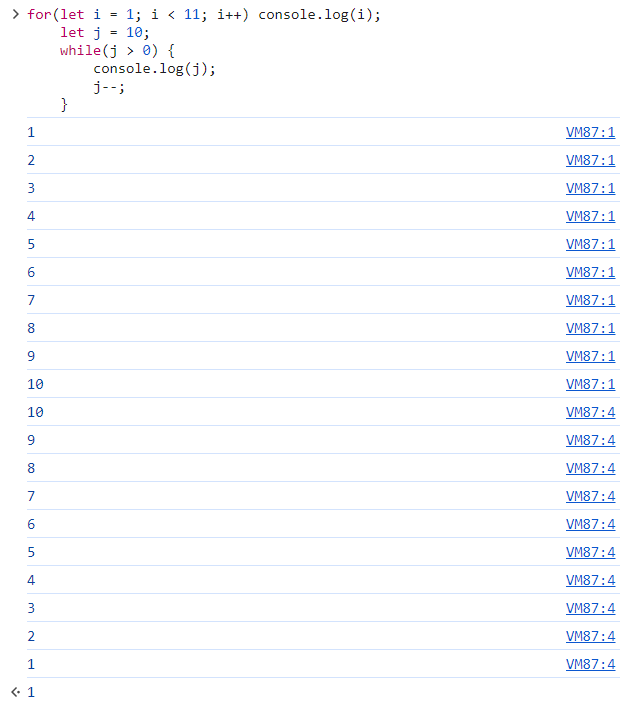 for(let i = 1; i < 11; i++) console.log(i);
let j = 10;
while(j > 0) {
console.log(j);
j--;
}
1 VM87:1
2 VM87:1
3 VM87:1
4 VM87:1
5 VM87:1
6 VM87:1
7 VM87:1
8 VM87:1
9 VM87:1
10 VM87:1
10 VM87:4
9 VM87:4
8 VM87:4
7 VM87:4
6 VM87:4
5 VM87:4
4 VM87:4
3 VM87:4
2 VM87:4
1 VM87:4
1